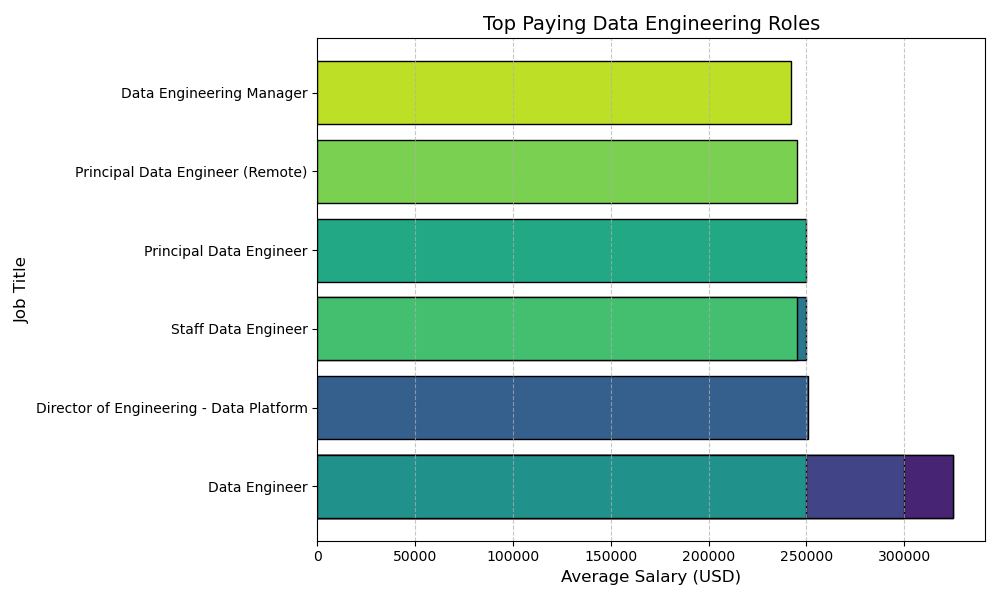 Top Paying Data Engineering Roles
Data Engineering Manager
Principal Data Engineer (Remote)
Principal Data Engineer
Staff Data Engineer
Director of Engineering - Data Platform
Data Engineer
Job Title
0 50000 100000 150000 200000 250000 300000
Average Salary (USD)